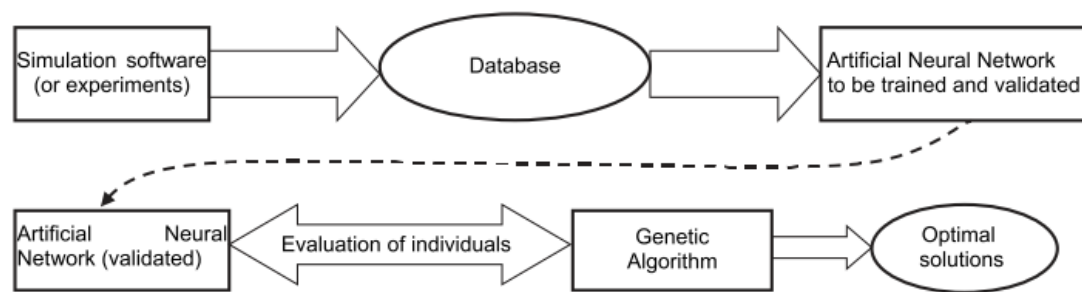 Simulation software
(or experiments)
Database
Artificial Neural Network
to be trained and validated
Artificial Neural
Network (validated)
Evaluation of individuals
Genetic
Algorithm
Optimal
solutions